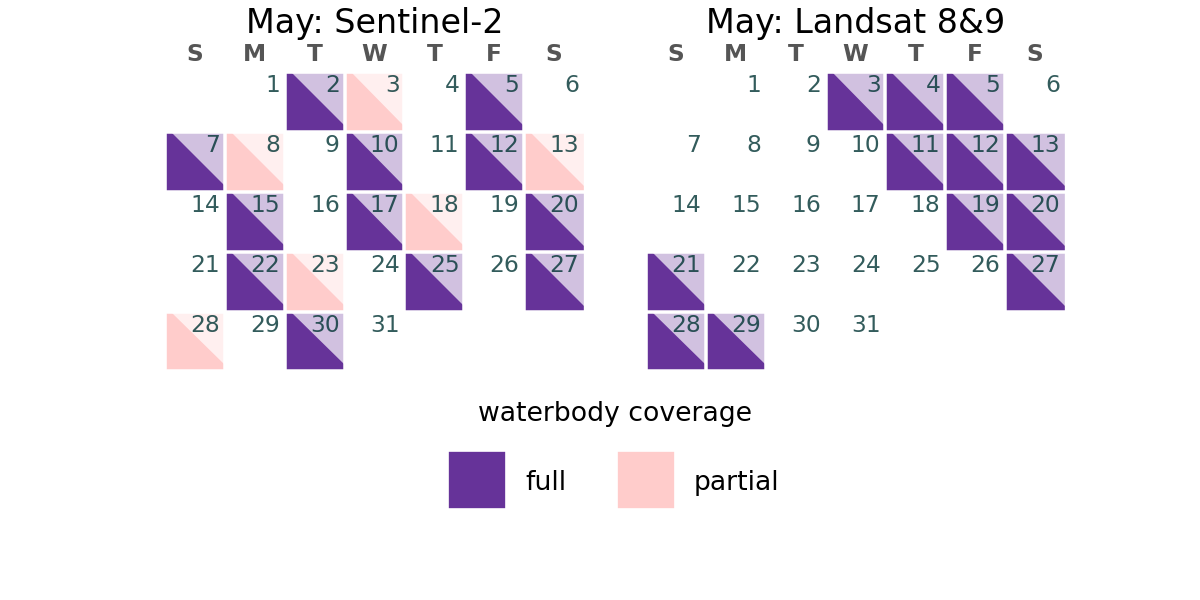 May: Sentinel-2
S M T W T F S
1 2 3 4 5 6
7 8 9 10 11 12 13
14 15 16 17 18 19 20
21 22 23 24 25 26 27
28 29 30 31
May: Landsat 8&9
S M T W T F S
1 2 3 4 5 6
7 8 9 10 11 12 13
14 15 16 17 18 19 20
21 22 23 24 25 26 27
28 29 30 31
waterbody coverage
full partial